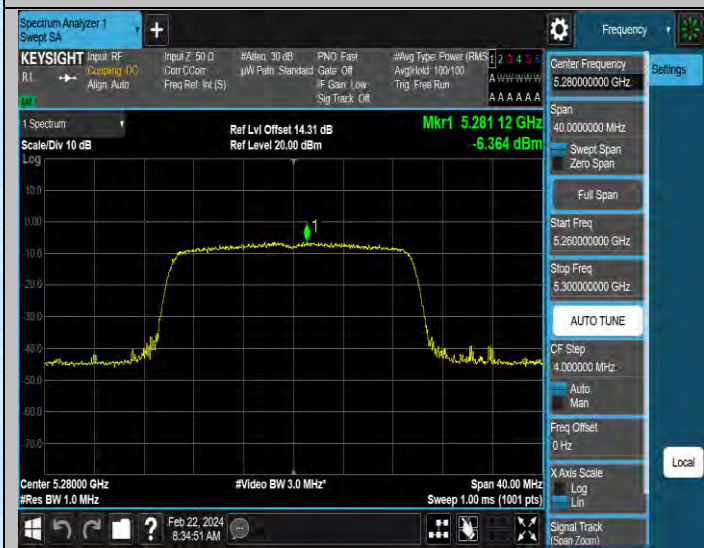 Spectrum Analyzer 1
Swept SA
+
Frequency
KEYSIGHT
RL
Input: RF
Coupling: DC
Align: Auto
Input Z: 50 Ω
Corr CCorr
Freq Ref: Int (S)
#Atten: 30 dB
µW Path: Standard
PNO: Fast
Gate: Off
IF Gain: Low
Sig Track: Off
#Avg Type: Power (RMS
Avg|Hold: 100/100
Trig: Free Run
1 2 3 4 5 6
A W W W W W
A A A A A A
1 Spectrum
Scale/Div 10 dB
Log
Ref Lvl Offset 14.31 dB
Ref Level 20.00 dBm
Mkr1 5.281 12 GHz
-6.364 dBm
10.0
0.00
-10.0
-20.0
-30.0
-40.0
-50.0
-60.0
-70.0
1
Center 5.28000 GHz
#Res BW 1.0 MHz
#Video BW 3.0 MHz*
Span 40.00 MHz
Sweep 1.00 ms (1001 pts)
Center Frequency
5.280000000 GHz
Settings
Span
40.0000000 MHz
Swept Span
Zero Span
Full Span
Start Freq
5.260000000 GHz
Stop Freq
5.300000000 GHz
AUTO TUNE
CF Step
4.000000 MHz
Auto
Man
Freq Offset
0 Hz
X Axis Scale
Log
Lin
Local
Signal Track
(Span Zoom)
?
Feb 22, 2024
8:34:51 AM